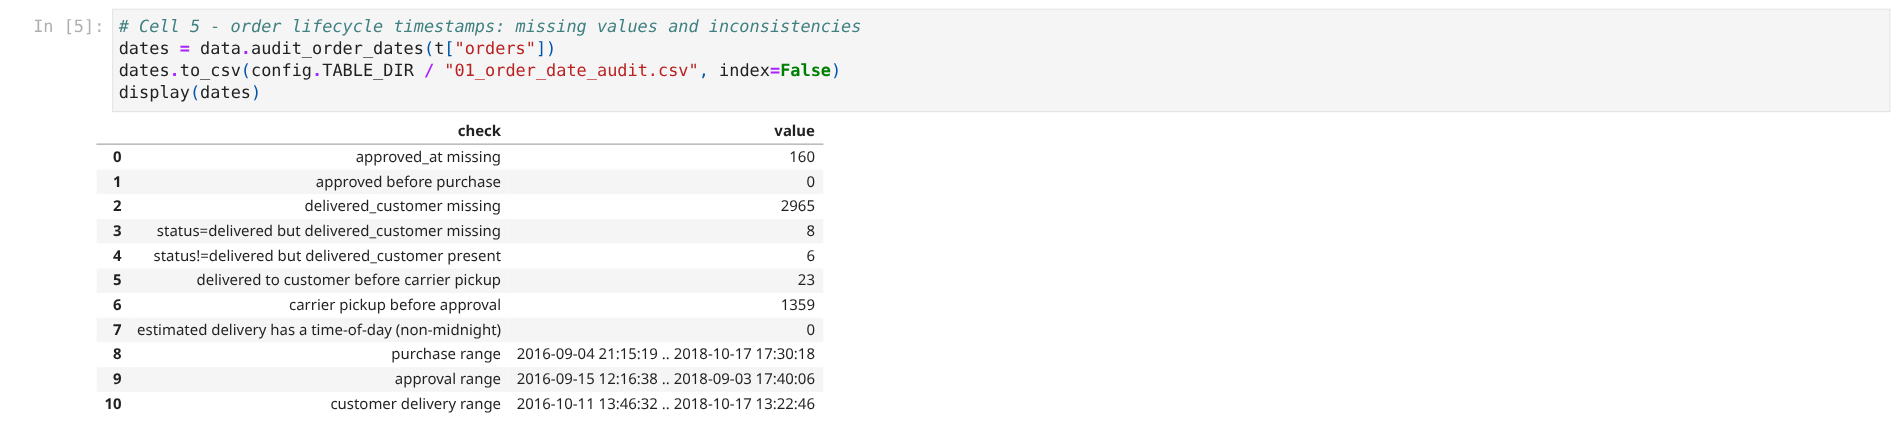 In [5]: # Cell 5 - order lifecycle timestamps: missing values and inconsistencies
dates = data.audit_order_dates(t["orders"])
dates.to_csv(config.TABLE_DIR / "01_order_date_audit.csv", index=False)
display(dates)
check value
0 approved_at missing 160
1 approved before purchase 0
2 delivered_customer missing 2965
3 status=delivered but delivered_customer missing 8
4 status!=delivered but delivered_customer present 6
5 delivered to customer before carrier pickup 23
6 carrier pickup before approval 1359
7 estimated delivery has a time-of-day (non-midnight) 0
8 purchase range 2016-09-04 21:15:19 .. 2018-10-17 17:30:18
9 approval range 2016-09-15 12:16:38 .. 2018-09-03 17:40:06
10 customer delivery range 2016-10-11 13:46:32 .. 2018-10-17 13:22:46